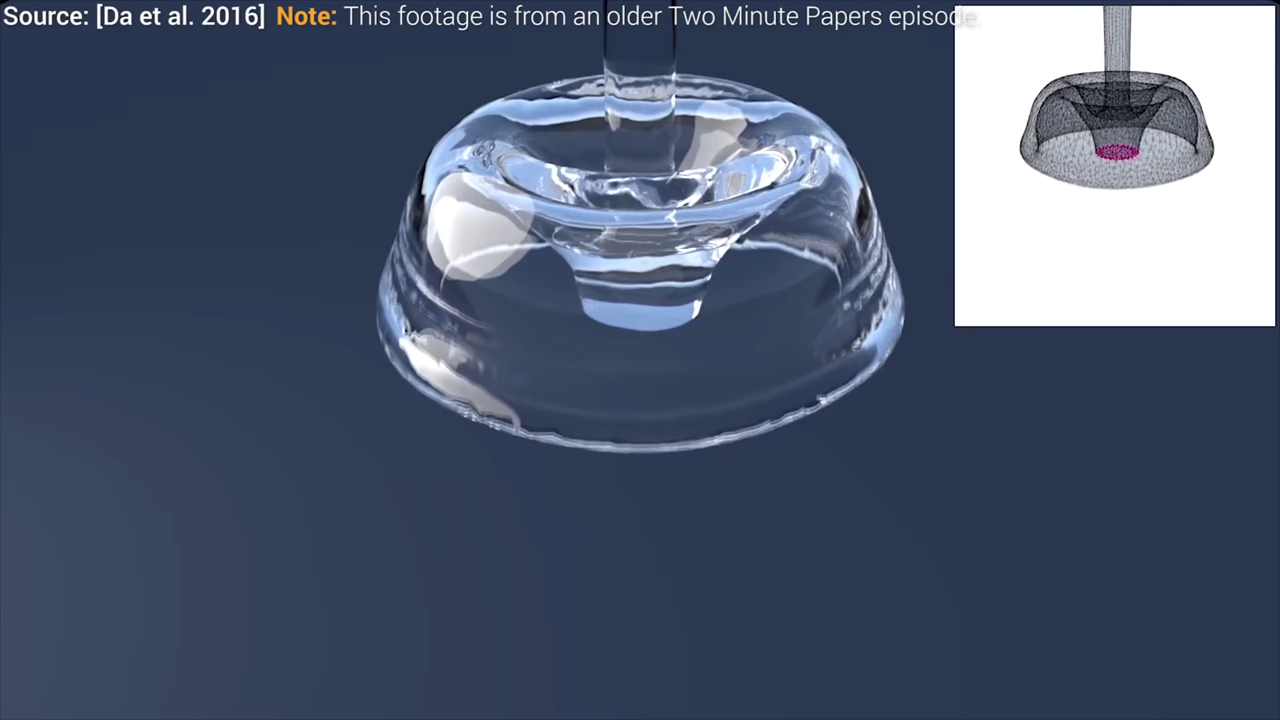 Source: [Da et al. 2016] Note: This footage is from an older Two Minute Papers episode.